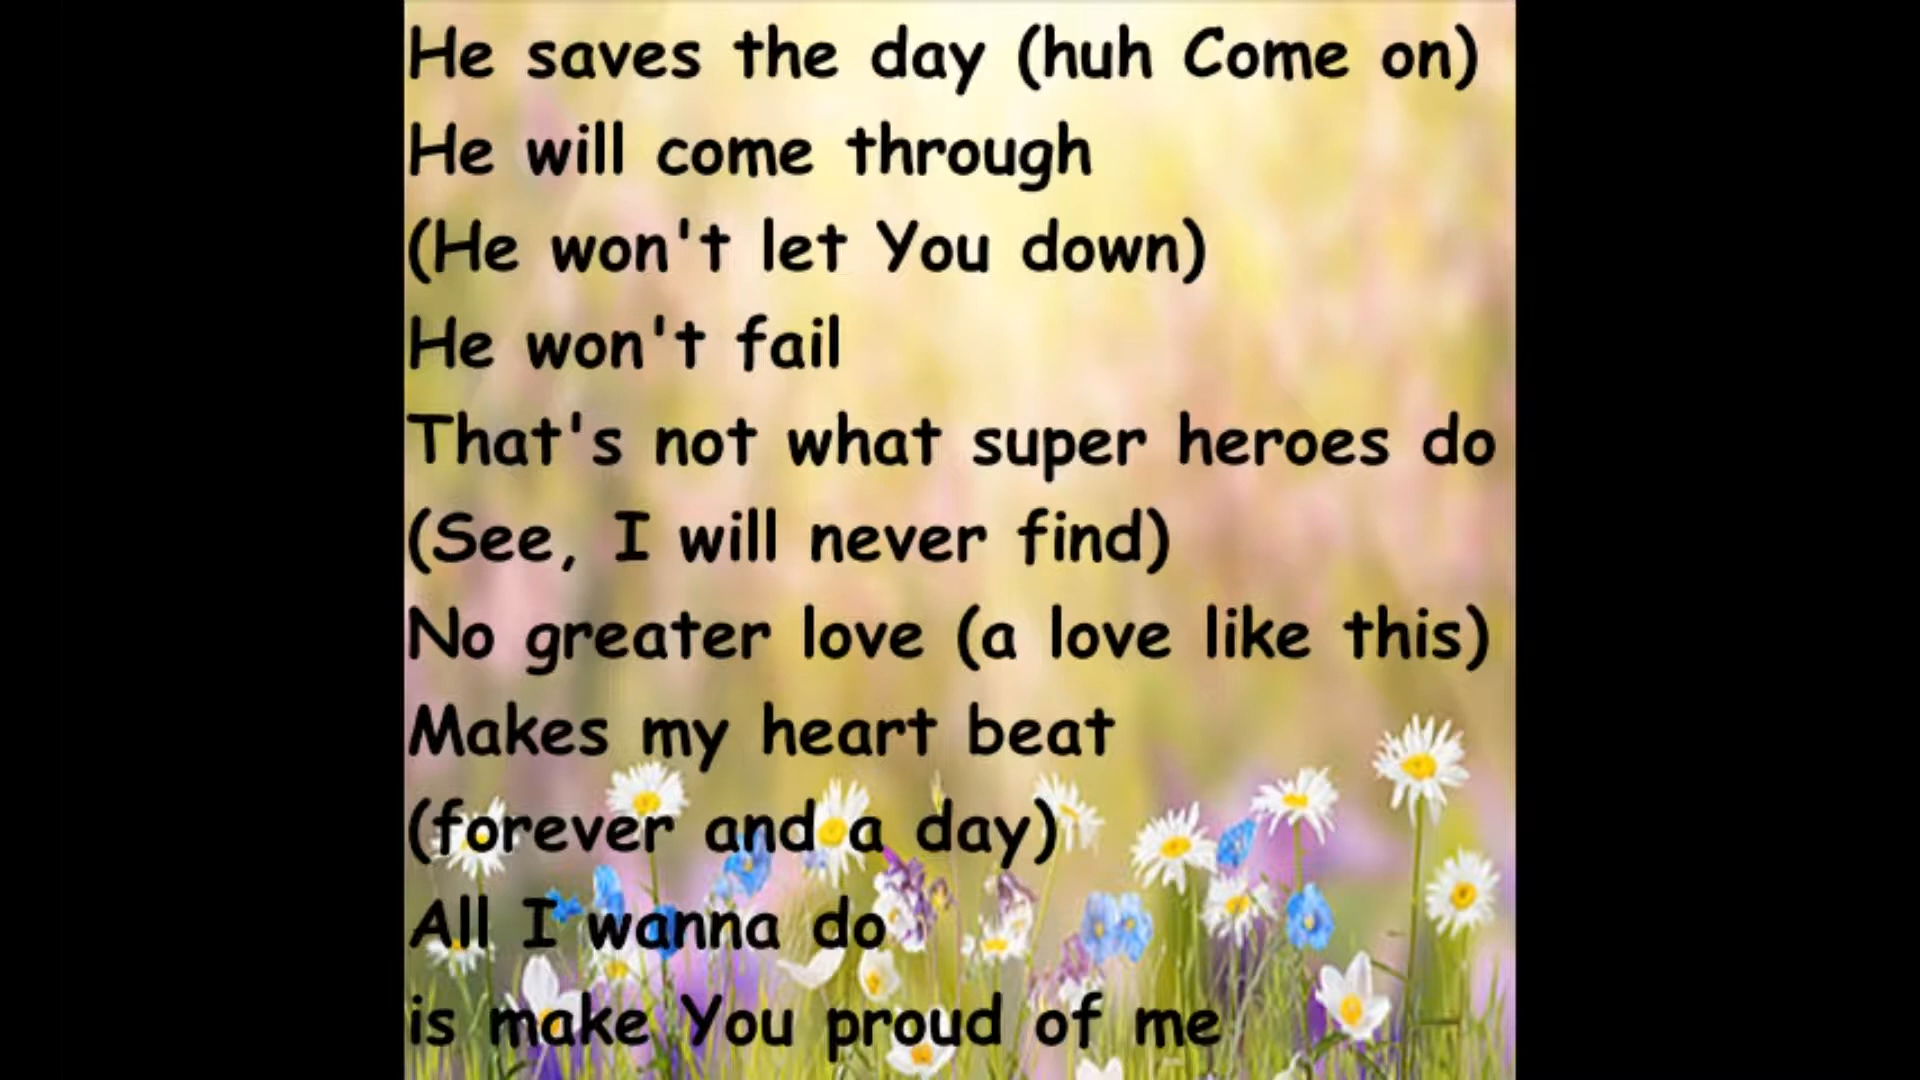 He saves the day (huh Come on)
He will come through
(He won't let You down)
He won't fail
That's not what super heroes do
(See, I will never find)
No greater love (a love like this)
Makes my heart beat
(forever and a day)
All I wanna do
is make You proud of me